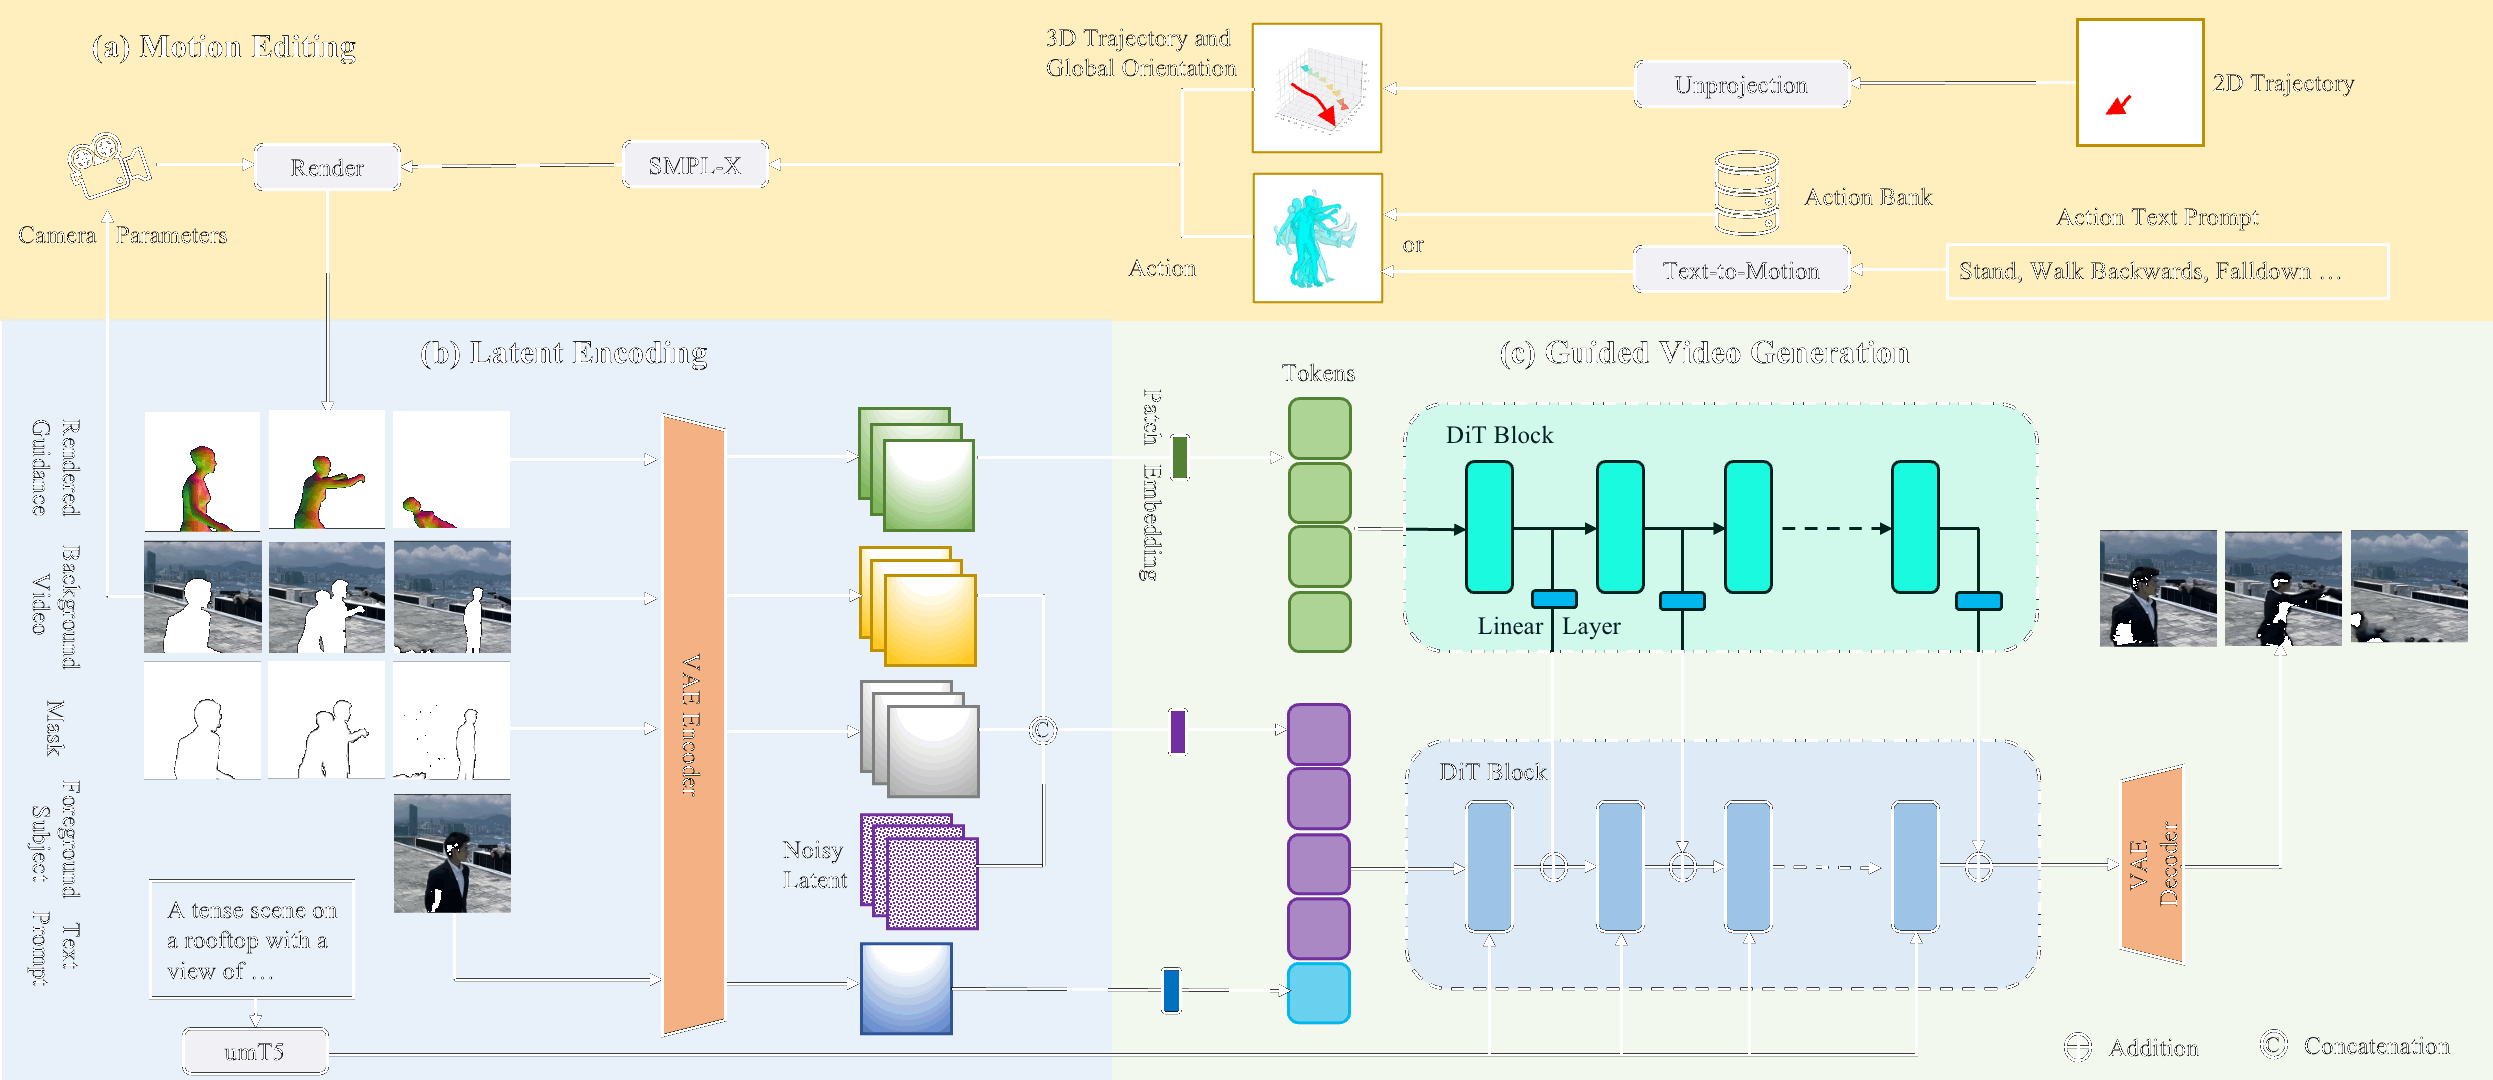 (a) Motion Editing
3D Trajectory and
Global Orientation
Unprojection
2D Trajectory
Render
SMPL-X
Action Bank
Camera Parameters
Action
or
Action Text Prompt
Text-to-Motion
Stand, Walk Backwards, Falldown ...
(b) Latent Encoding
Rendered
Guidance
Background
Video
Mask
Foreground
Subject
Text
Prompt
A tense scene on
a rooftop with a
view of ...
umT5
VAE Encoder
C
Noisy
Latent
(c) Guided Video Generation
Patch Embedding
Tokens
DiT Block
Linear Layer
DiT Block
VAE
Decoder
Addition
C Concatenation